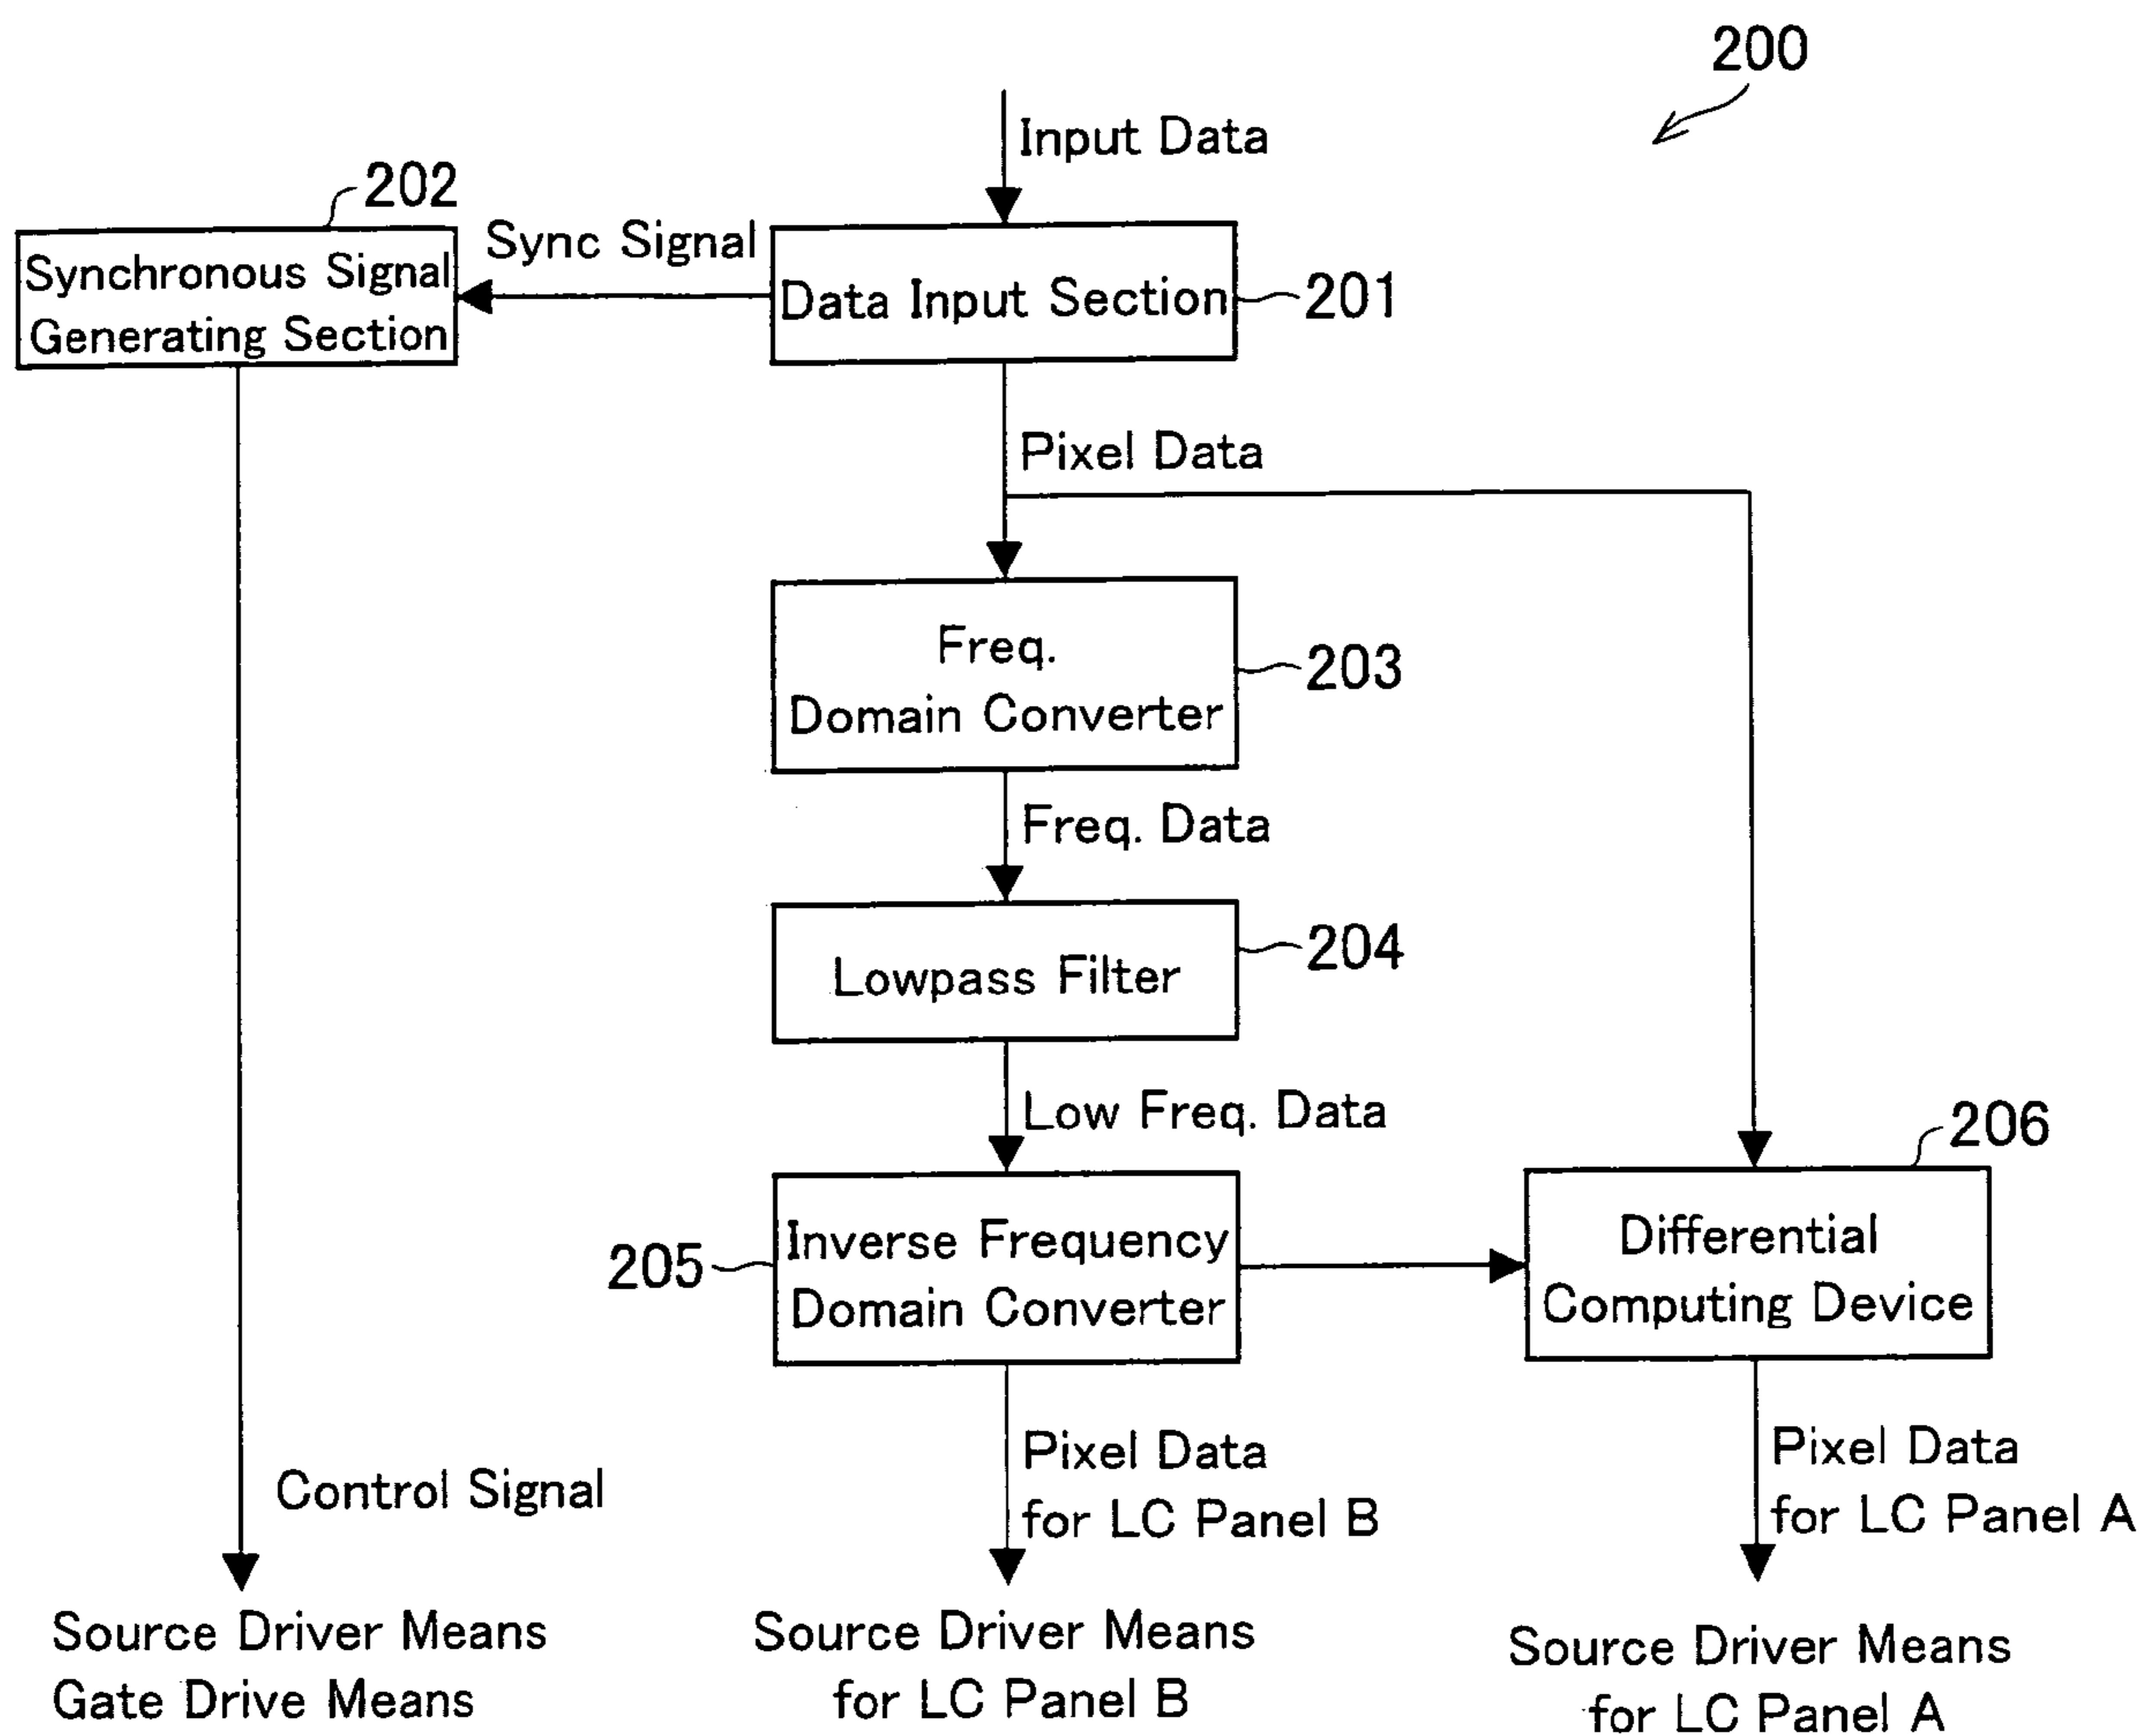 200
Input Data
202
Sync Signal
Synchronous Signal
Generating Section
Data Input Section
201
Pixel Data
Freq.
Domain Converter
203
Freq. Data
204
Lowpass Filter
Low Freq. Data
206
205
Inverse Frequency
Domain Converter
Differential
Computing Device
Control Signal
Pixel Data
for LC Panel B
Pixel Data
for LC Panel A
Source Driver Means
Gate Drive Means
Source Driver Means
for LC Panel B
Source Driver Means
for LC Panel A